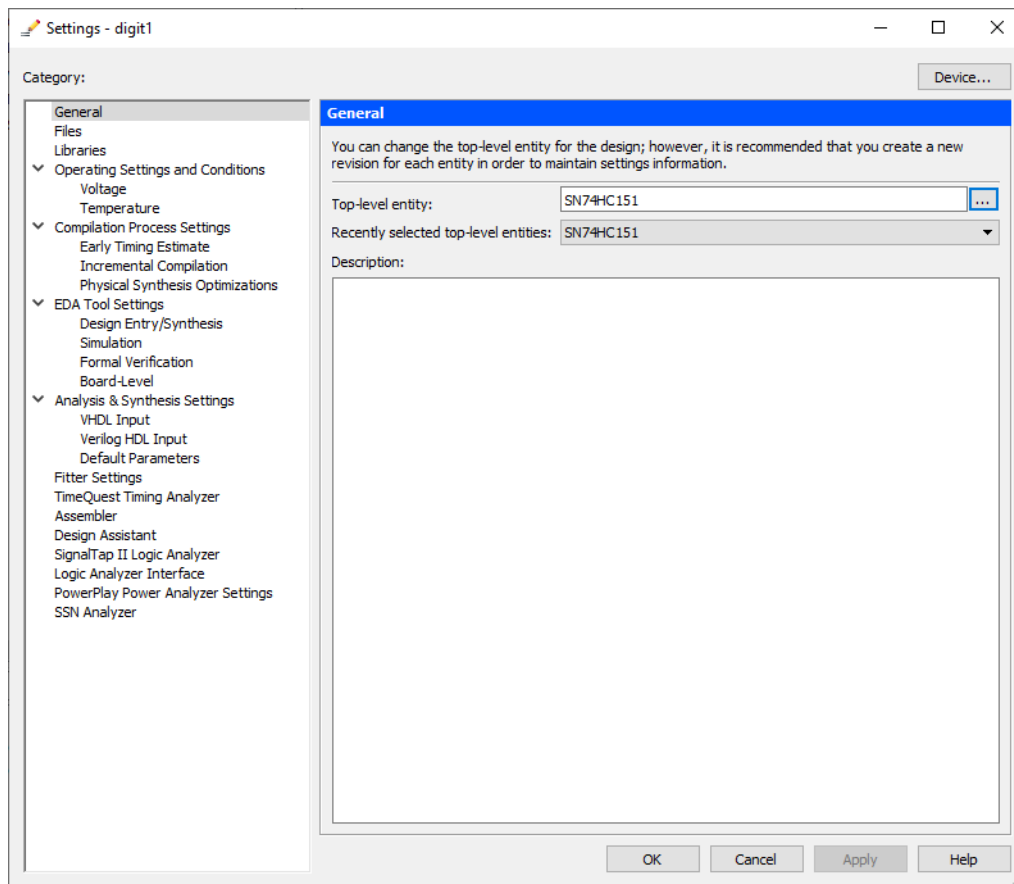 Settings - digit1
Category:
Device...
General
Files
Libraries
Operating Settings and Conditions
Voltage
Temperature
Compilation Process Settings
Early Timing Estimate
Incremental Compilation
Physical Synthesis Optimizations
EDA Tool Settings
Design Entry/Synthesis
Simulation
Formal Verification
Board-Level
Analysis & Synthesis Settings
VHDL Input
Verilog HDL Input
Default Parameters
Fitter Settings
TimeQuest Timing Analyzer
Assembler
Design Assistant
SignalTap II Logic Analyzer
Logic Analyzer Interface
PowerPlay Power Analyzer Settings
SSN Analyzer
General
You can change the top-level entity for the design; however, it is recommended that you create a new
revision for each entity in order to maintain settings information.
Top-level entity: SN74HC151 ...
Recently selected top-level entities: SN74HC151
Description:
OK Cancel Apply Help